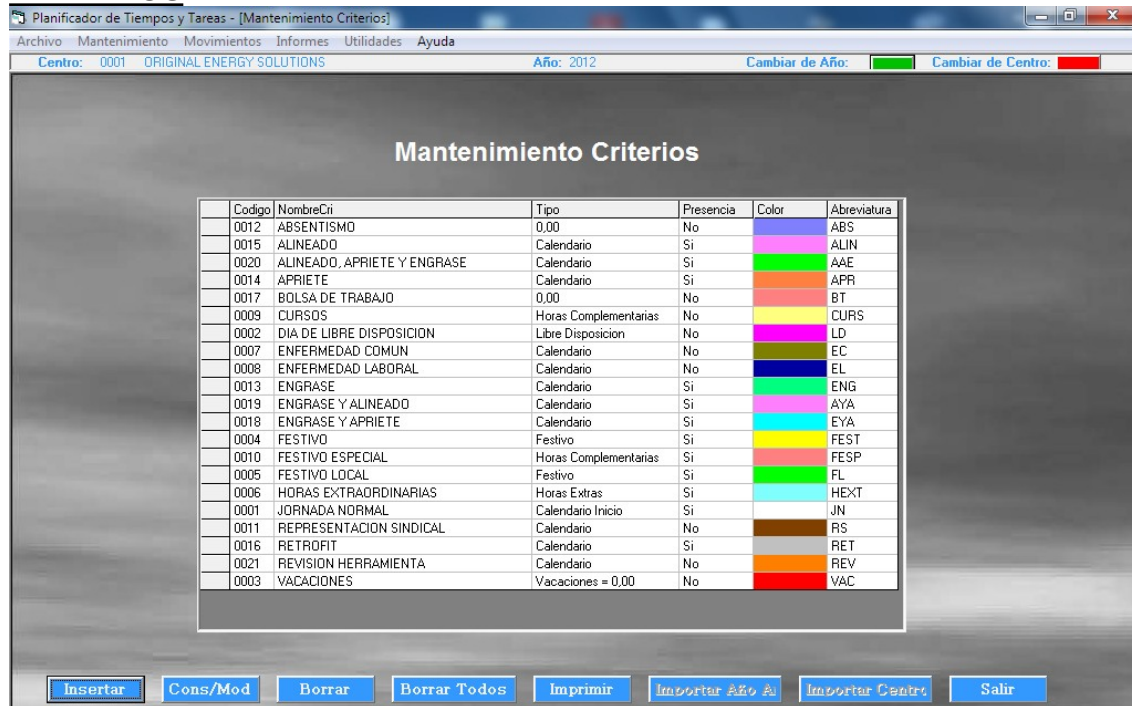 Planificador de Tiempos y Tareas - [Mantenimiento Criterios]
Archivo Mantenimiento Movimientos Informes Utilidades Ayuda
Centro: 0001 ORIGINAL ENERGY SOLUTIONS Año: 2012 Cambiar de Año: Cambiar de Centro:
Mantenimiento Criterios
Codigo NombreCri Tipo Presencia Color Abreviatura
0012 ABSENTISMO 0,00 No ABS
0015 ALINEADO Calendario Si ALIN
0020 ALINEADO, APRIETE Y ENGRASE Calendario Si AAE
0014 APRIETE Calendario Si APR
0017 BOLSA DE TRABAJO 0,00 No BT
0009 CURSOS Horas Complementarias No CURS
0002 DIA DE LIBRE DISPOSICION Libre Disposicion No LD
0007 ENFERMEDAD COMUN Calendario No EC
0008 ENFERMEDAD LABORAL Calendario No EL
0013 ENGRASE Calendario Si ENG
0019 ENGRASE Y ALINEADO Calendario Si AYA
0018 ENGRASE Y APRIETE Calendario Si EYA
0004 FESTIVO Festivo Si FEST
0010 FESTIVO ESPECIAL Horas Complementarias Si FESP
0005 FESTIVO LOCAL Festivo Si FL
0006 HORAS EXTRAORDINARIAS Horas Extras Si HEXT
0001 JORNADA NORMAL Calendario Inicio Si JN
0011 REPRESENTACION SINDICAL Calendario No RS
0016 RETROFIT Calendario Si RET
0021 REVISION HERRAMIENTA Calendario No REV
0003 VACACIONES Vacaciones = 0,00 No VAC
Insertar Cons/Mod Borrar Borrar Todos Imprimir Importar Año A Importar Centro Salir